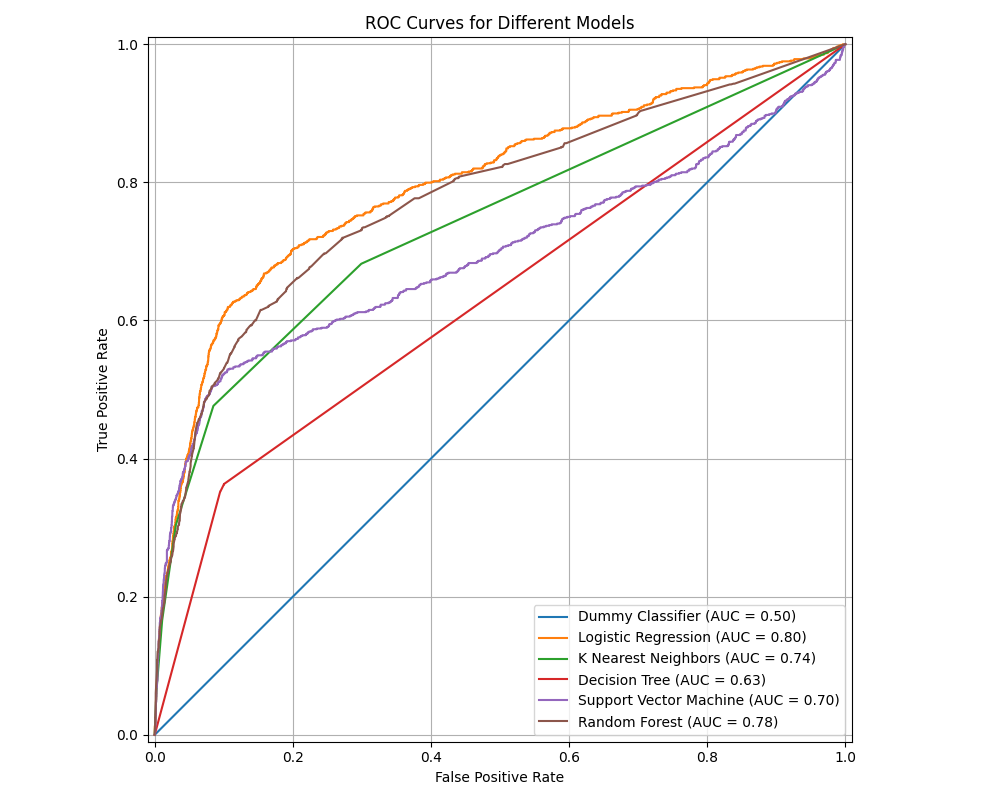 ROC Curves for Different Models
True Positive Rate
1.0
0.8
0.6
0.4
0.2
0.0
0.0 0.2 0.4 0.6 0.8 1.0
False Positive Rate
Dummy Classifier (AUC = 0.50)
Logistic Regression (AUC = 0.80)
K Nearest Neighbors (AUC = 0.74)
Decision Tree (AUC = 0.63)
Support Vector Machine (AUC = 0.70)
Random Forest (AUC = 0.78)